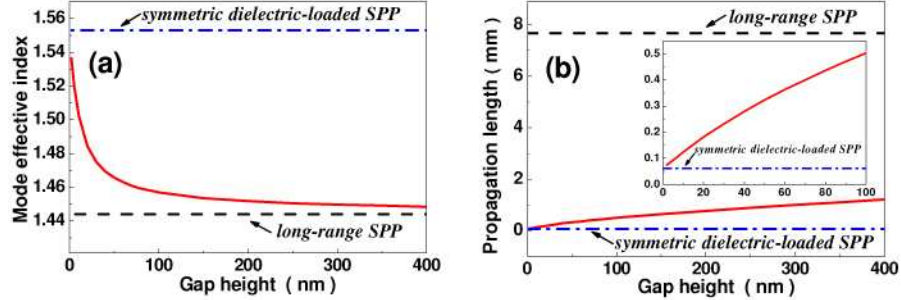 symmetric dielectric-loaded SPP
(a)
long-range SPP
Mode effective index
1.56
1.54
1.52
1.50
1.48
1.46
1.44
0 100 200 300 400
Gap height ( nm )
long-range SPP
(b)
symmetric dielectric-loaded SPP
Propagation length ( mm )
8
6
4
2
0
0 100 200 300 400
Gap height ( nm )
0.5
0.4
0.3
0.2
0.1
0.0
symmetric dielectric-loaded SPP
0 20 40 60 80 100